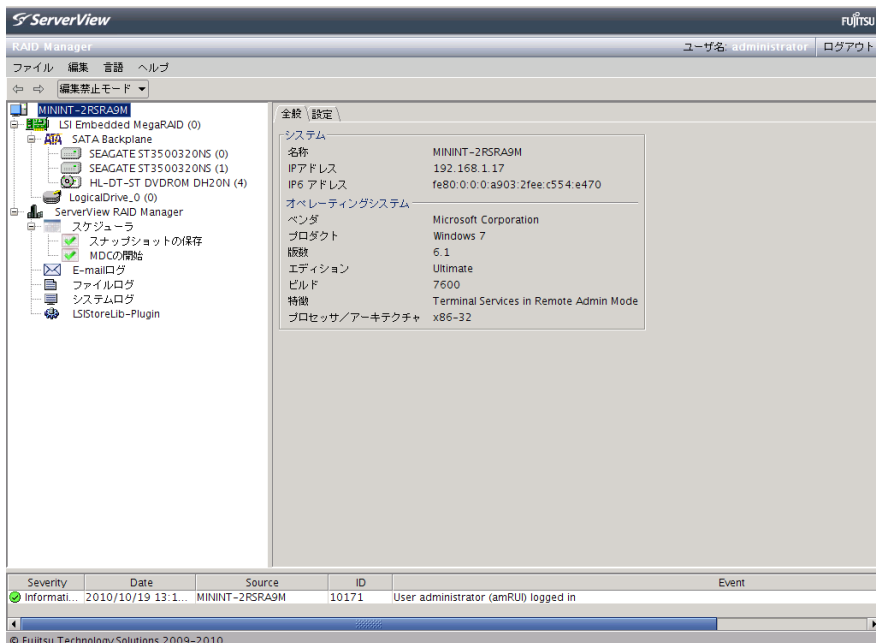 ServerView
FUJITSU
RAID Manager
ユーザ名: administrator
ログアウト
ファイル 編集 言語 ヘルプ
編集禁止モード
MININT-2RSRA9M
LSI Embedded MegaRAID (0)
SATA Backplane
SEAGATE ST3500320NS (0)
SEAGATE ST3500320NS (1)
HL-DT-ST DVDROM DH20N (4)
LogicalDrive_0 (0)
ServerView RAID Manager
スケジューラ
スナップショットの保存
MDCの開始
E-mailログ
ファイルログ
システムログ
LSIStoreLib-Plugin
全般 設定
システム
名称 MININT-2RSRA9M
IPアドレス 192.168.1.17
IP6 アドレス fe80:0:0:0:a903:2fee:c554:e470
オペレーティングシステム
ベンダ Microsoft Corporation
プロダクト Windows 7
版数 6.1
エディション Ultimate
ビルド 7600
特徴 Terminal Services in Remote Admin Mode
プロセッサ/アーキテクチャ x86-32
Severity Date Source ID Event
Informati... 2010/10/19 13:1... MININT-2RSRA9M 10171 User administrator (amRUI) logged in
© Fujitsu Technology Solutions 2009-2010